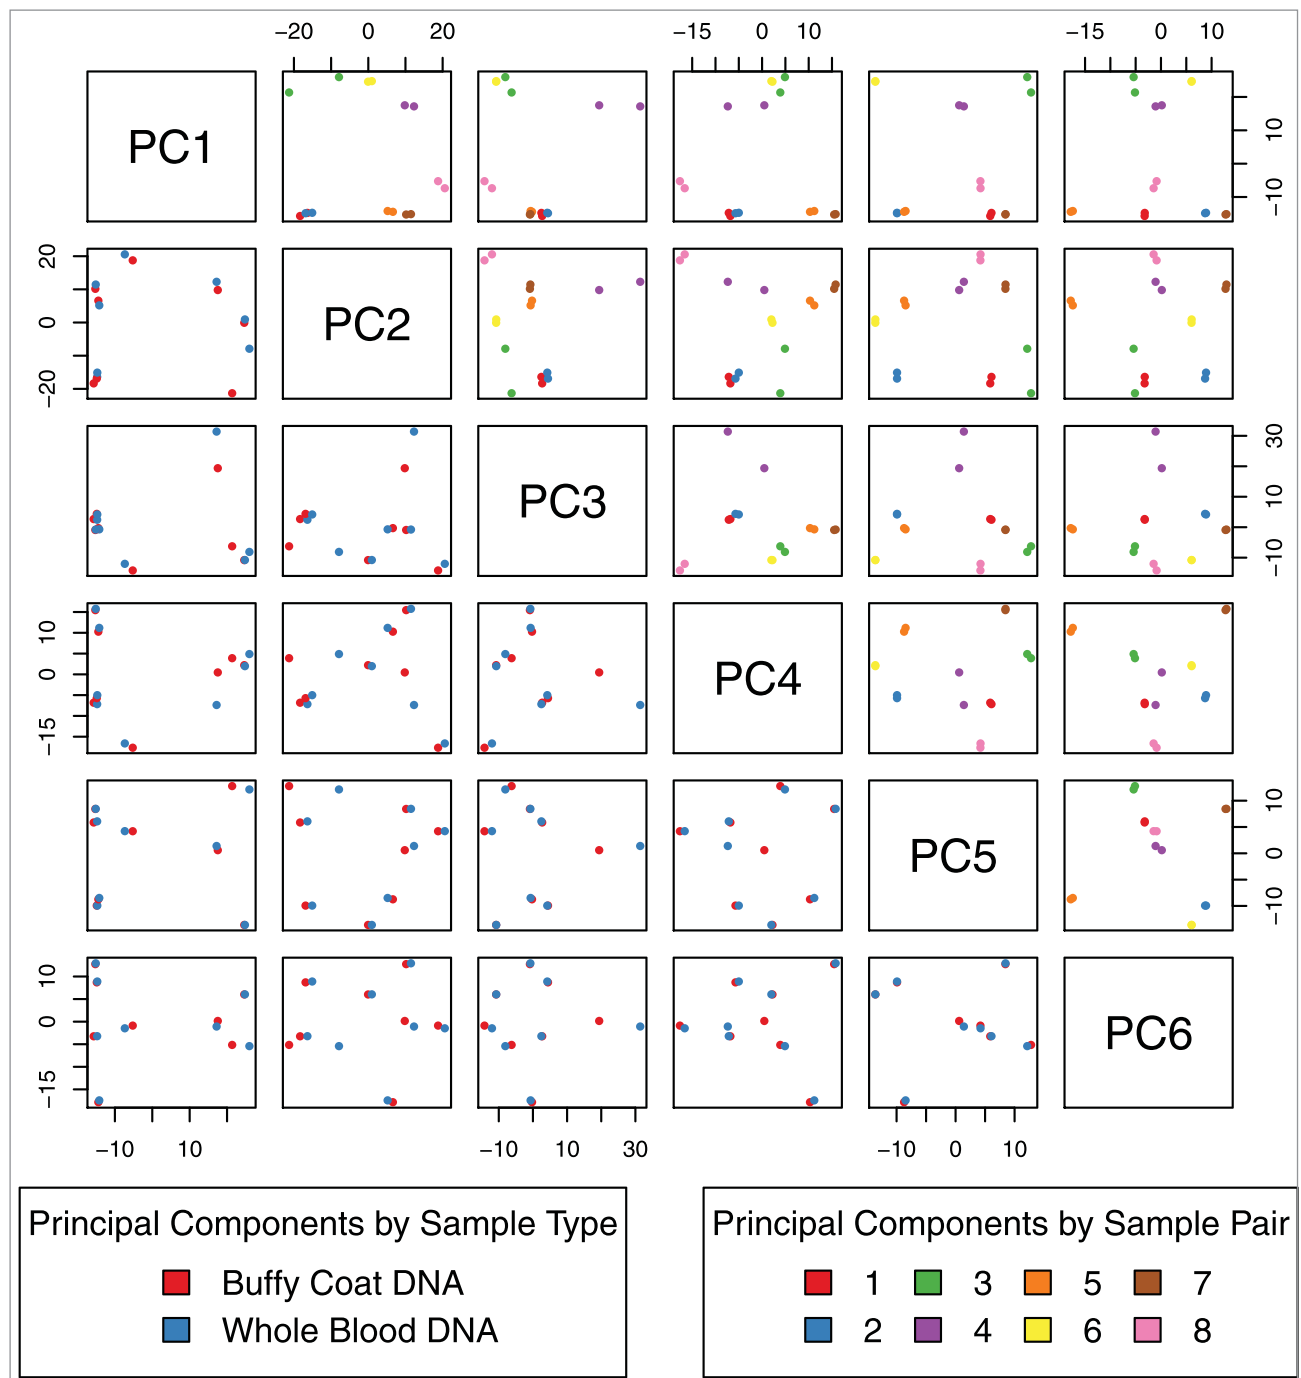 −20 0 20 −15 0 10 −15 0 10
PC1
−10 10
−20 0 20
PC2
PC3
−10 10 30
−15 0 10
PC4
PC5
−10 0 10
−15 0 10
PC6
−10 10 −10 10 30 −10 0 10
Principal Components by Sample Type
Buffy Coat DNA
Whole Blood DNA
Principal Components by Sample Pair
1 3 5 7
2 4 6 8